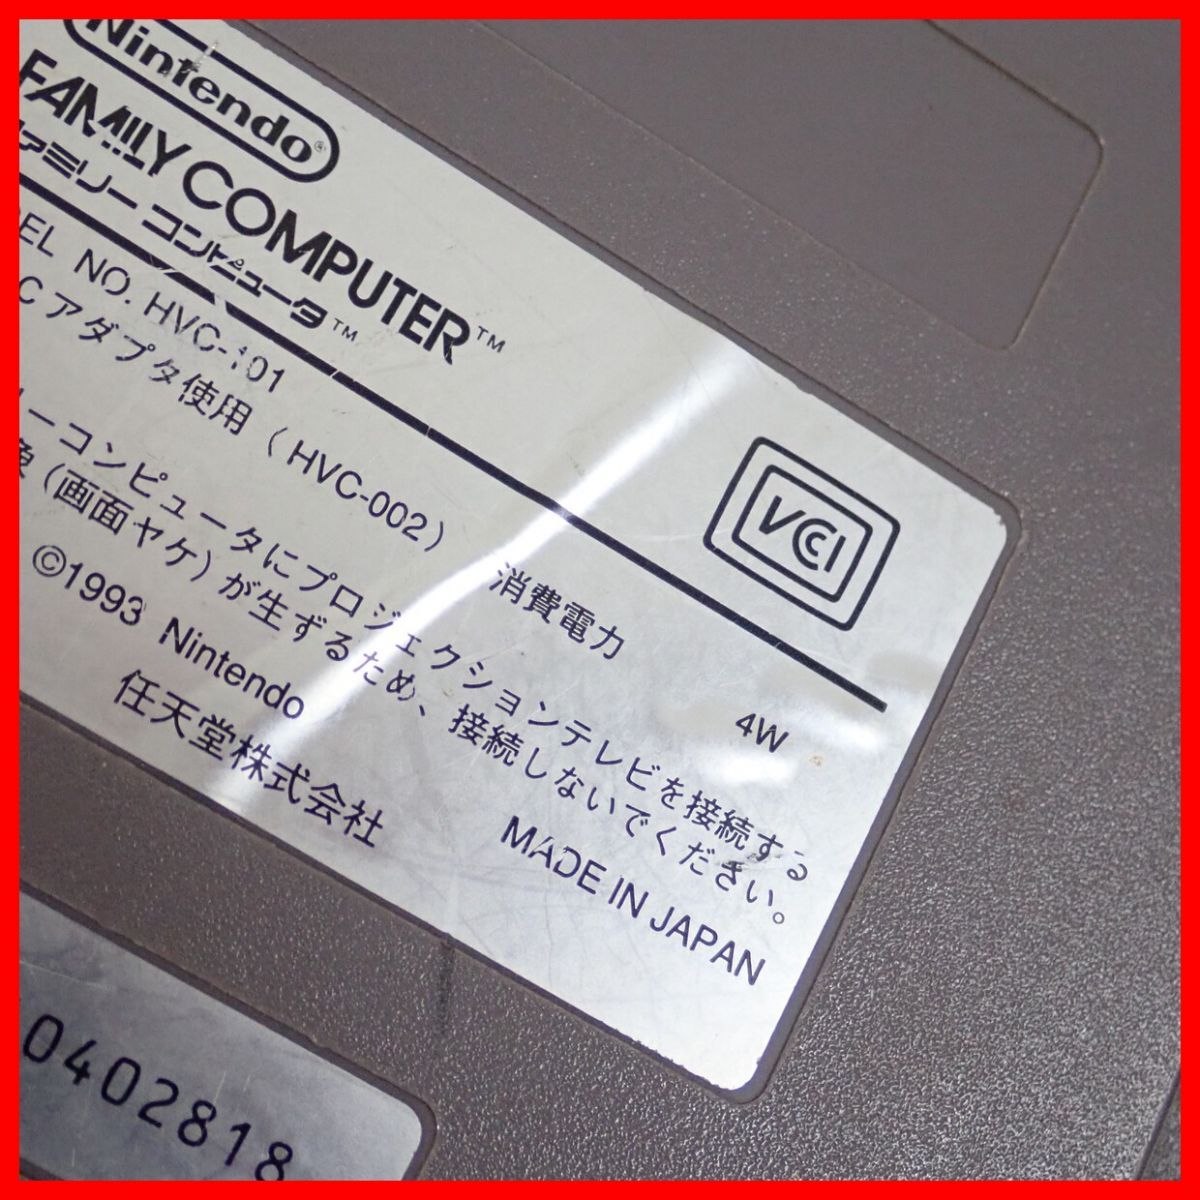 Nintendo®
FAMILY COMPUTER™
ファミリーコンピュータ™
DEL NO. HVC-101
Cアダプタ使用(HVC-002)
消費電力 4W
VCCI
リーコンピュータにプロジェクションテレビを接続する
象(画面ヤケ)が生ずるため、接続しないでください。
©1993 Nintendo
任天堂株式会社
MADE IN JAPAN
0402818